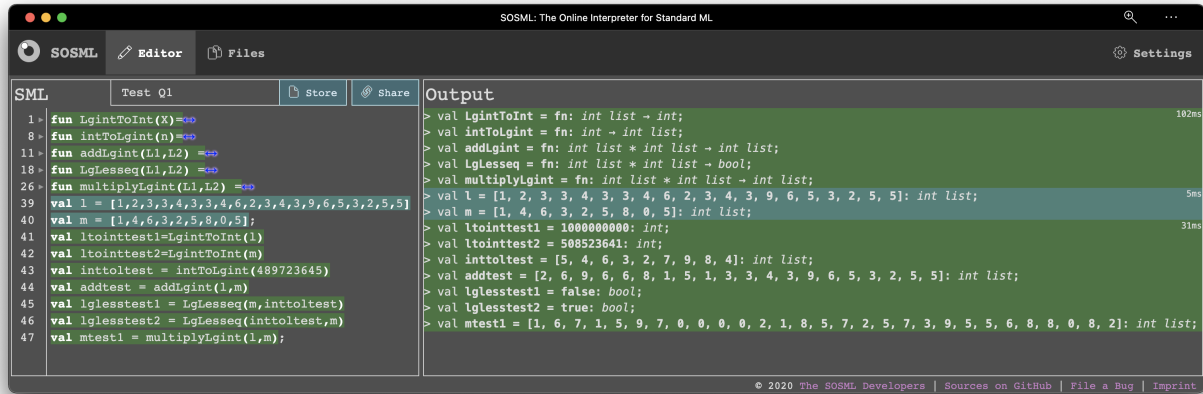 SOSML: The Online Interpreter for Standard ML
...
SOSML Editor Files Settings
SML Test Q1 Store Share
1 fun LgintToInt(X)=
8 fun intToLgint(n)=
11 fun addLgint(L1,L2) =
18 fun LgLesseq(L1,L2) =
26 fun multiplyLgint(L1,L2) =
39 val l = [1,2,3,3,4,3,3,4,6,2,3,4,3,9,6,5,3,2,5,5]
40 val m = [1,4,6,3,2,5,8,0,5];
41 val ltointtest1=LgintToInt(l)
42 val ltointtest2=LgintToInt(m)
43 val inttoltest = intToLgint(489723645)
44 val addtest = addLgint(l,m)
45 val lglesstest1 = LgLesseq(m,inttoltest)
46 val lglesstest2 = LgLesseq(inttoltest,m)
47 val mtest1 = multiplyLgint(l,m);
Output
> val LgintToInt = fn: int list → int; 102ms
> val intToLgint = fn: int → int list;
> val addLgint = fn: int list * int list → int list;
> val LgLesseq = fn: int list * int list → bool;
> val multiplyLgint = fn: int list * int list → int list;
> val l = [1, 2, 3, 3, 4, 3, 3, 4, 6, 2, 3, 4, 3, 9, 6, 5, 3, 2, 5, 5]: int list; 5ms
> val m = [1, 4, 6, 3, 2, 5, 8, 0, 5]: int list;
> val ltointtest1 = 1000000000: int; 31ms
> val ltointtest2 = 508523641: int;
> val inttoltest = [5, 4, 6, 3, 2, 7, 9, 8, 4]: int list;
> val addtest = [2, 6, 9, 6, 6, 8, 1, 5, 1, 3, 3, 4, 3, 9, 6, 5, 3, 2, 5, 5]: int list;
> val lglesstest1 = false: bool;
> val lglesstest2 = true: bool;
> val mtest1 = [1, 6, 7, 1, 5, 9, 7, 0, 0, 0, 0, 2, 1, 8, 5, 7, 2, 5, 7, 3, 9, 5, 5, 6, 8, 8, 0, 8, 2]: int list;
© 2020 The SOSML Developers | Sources on GitHub | File a Bug | Imprint